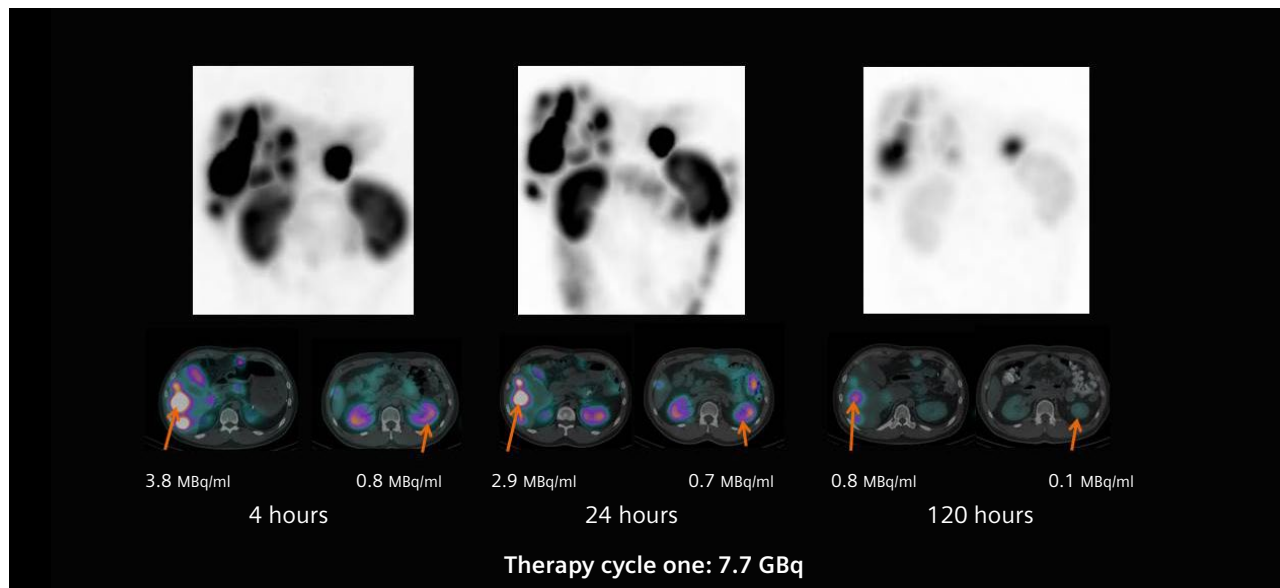 3.8 MBq/ml 0.8 MBq/ml 2.9 MBq/ml 0.7 MBq/ml 0.8 MBq/ml 0.1 MBq/ml
4 hours 24 hours 120 hours
Therapy cycle one: 7.7 GBq